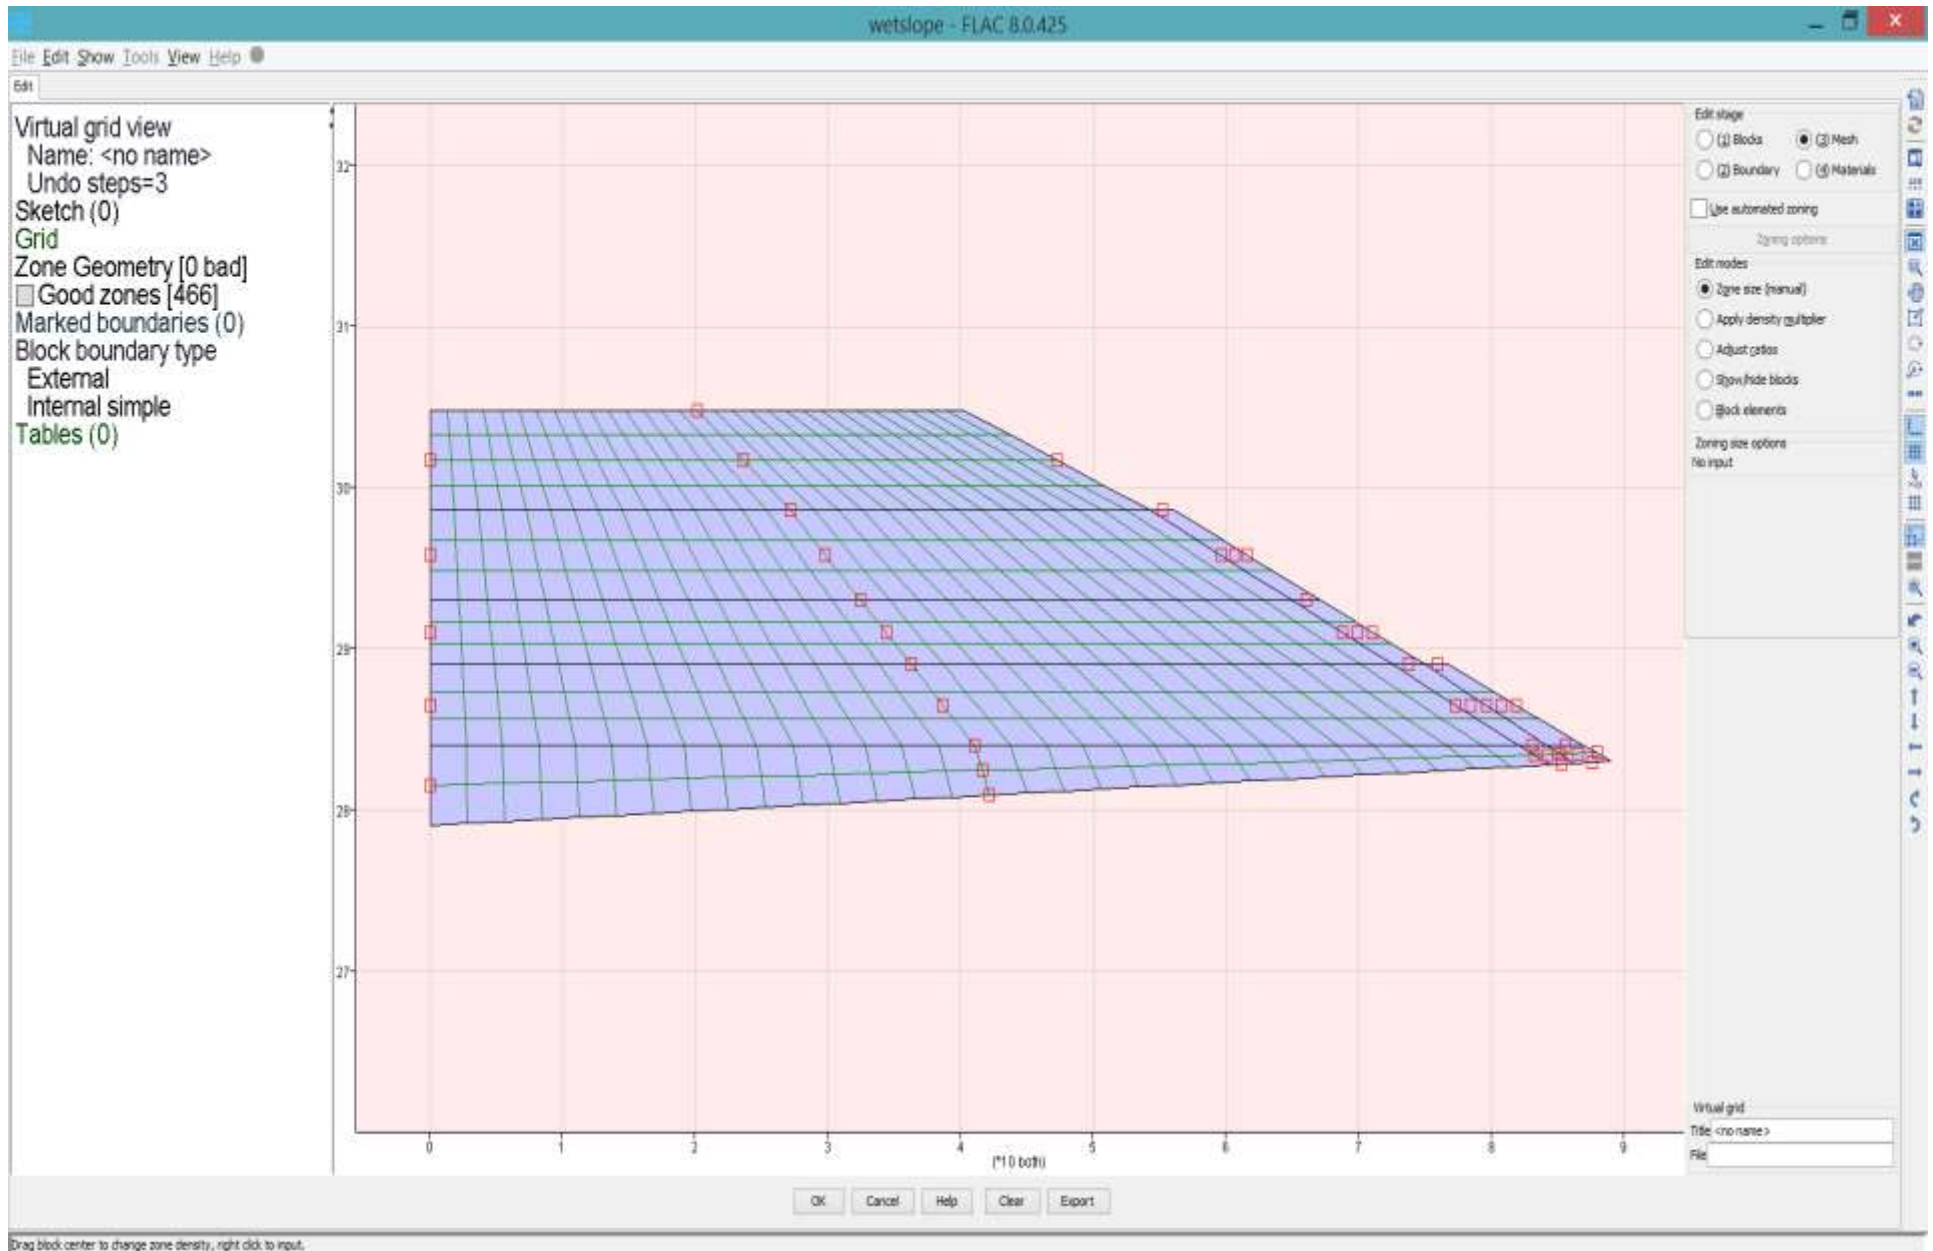 wetslope - FLAC 8.0.425
File Edit Show Tools View Help
Edit
Virtual grid view
Name: <no name>
Undo steps=3
Sketch (0)
Grid
Zone Geometry [0 bad]
Good zones [466]
Marked boundaries (0)
Block boundary type
External
Internal simple
Tables (0)
32
31
30
29
28
27
0 1 2 3 4 5 6 7 8 9
(*10 both)
Edit stage
(1) Blocks (3) Mesh
(2) Boundary (4) Materials
Use automated zoning
Zoning options
Edit modes
Zone size (manual)
Apply density multiplier
Adjust ratios
Show/hide blocks
Block elements
Zoning size options
No input
Virtual grid
Title <no name>
File
OK Cancel Help Clear Export
Drag block center to change zone density, right click to input.